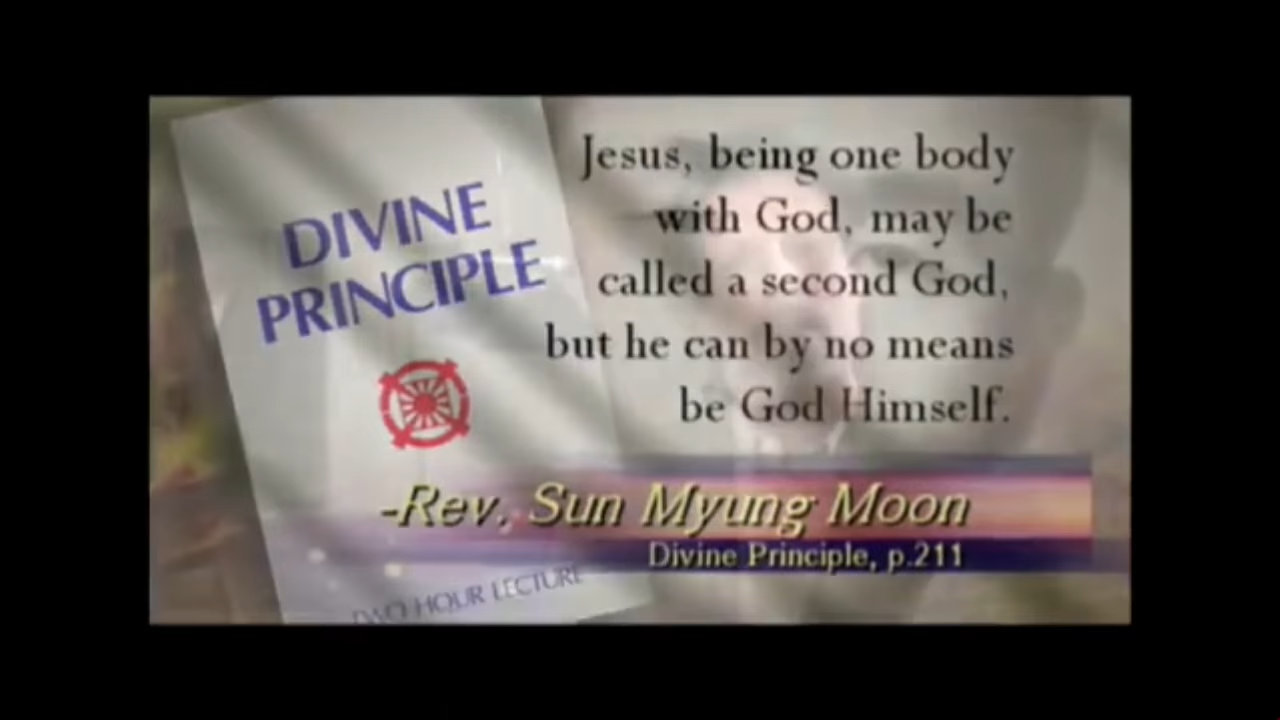 DIVINE
PRINCIPLE
TWO HOUR LECTURE
Jesus, being one body
with God, may be
called a second God,
but he can by no means
be God Himself.
-Rev. Sun Myung Moon
Divine Principle, p.211